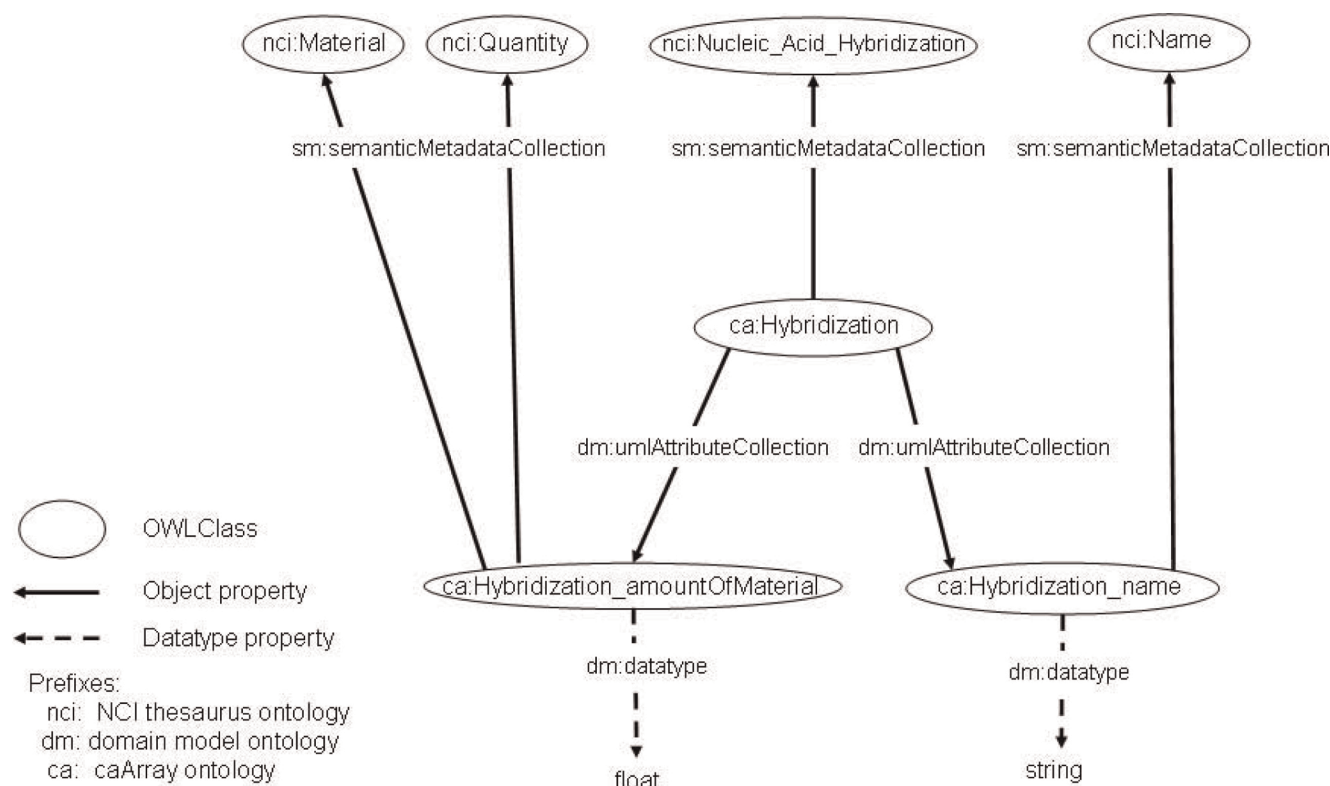 nci:Material
nci:Quantity
nci:Nucleic_Acid_Hybridization
nci:Name
sm:semanticMetadataCollection
sm:semanticMetadataCollection
sm:semanticMetadataCollection
ca:Hybridization
dm:umlAttributeCollection
dm:umlAttributeCollection
OWLClass
ca:Hybridization_amountOfMaterial
ca:Hybridization_name
Object property
Datatype property
dm:datatype
dm:datatype
Prefixes:
nci: NCI thesaurus ontology
dm: domain model ontology
ca: caArray ontology
float
string